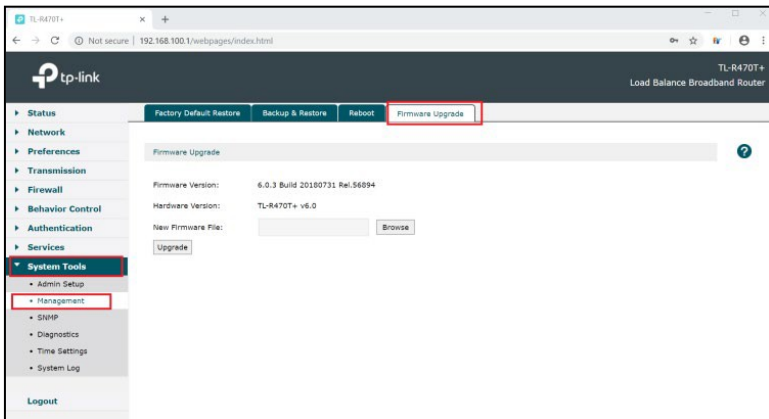 TL-R470T+
Not secure | 192.168.100.1/webpages/index.html
tp-link
TL-R470T+
Load Balance Broadband Router
Status
Network
Preferences
Transmission
Firewall
Behavior Control
Authentication
Services
System Tools
Admin Setup
Management
SNMP
Diagnostics
Time Settings
System Log
Logout
Factory Default Restore
Backup & Restore
Reboot
Firmware Upgrade
Firmware Upgrade
Firmware Version: 6.0.3 Build 20180731 Rel.56894
Hardware Version: TL-R470T+ v6.0
New Firmware File: Browse
Upgrade